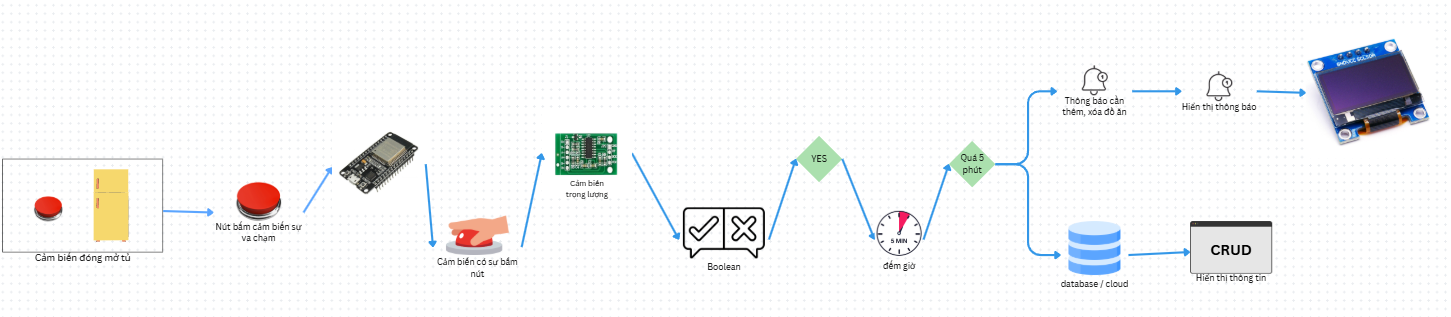 Cảm biến đóng mở tủ
Nút bấm cảm biến sự
va chạm
Cảm biến có sự bấm
nút
Cảm biến
trọng lượng
Boolean
YES
5 MIN
đếm giờ
Quá 5
phút
Thông báo cần
thêm, xóa đồ ăn
Hiển thị thông báo
database / cloud
CRUD
Hiển thị thông tin